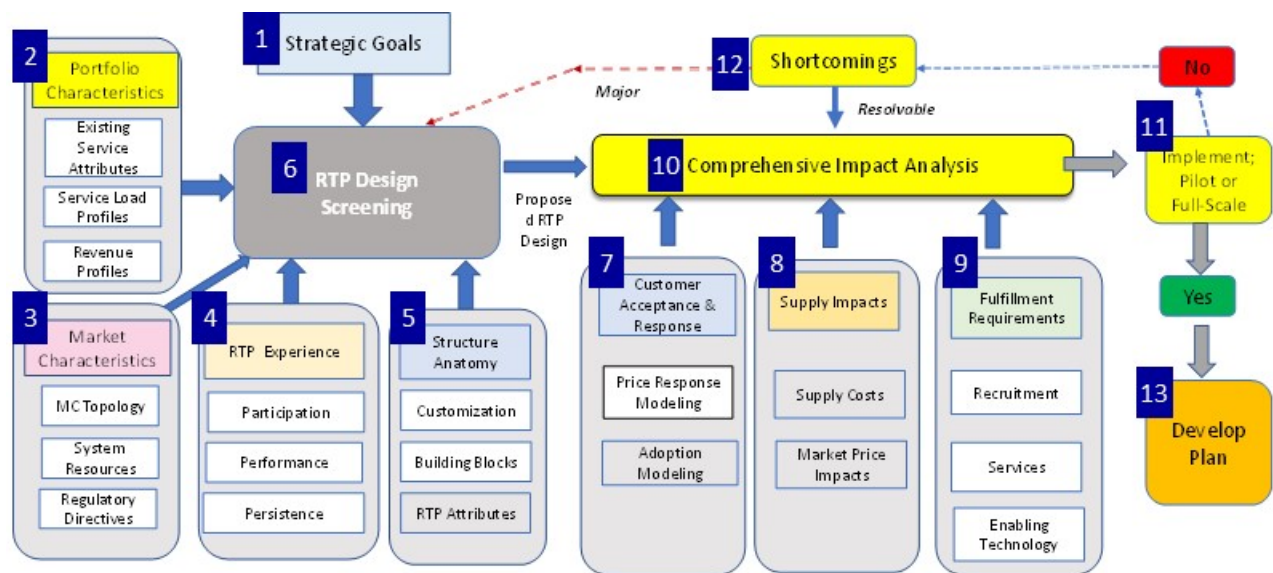 1
Strategic Goals
2
Portfolio
Characteristics
Existing
Service
Attributes
Service Load
Profiles
Revenue
Profiles
3
Market
Characteristics
MC Topology
System
Resources
Regulatory
Directives
4
RTP Experience
Participation
Performance
Persistence
5
Structure
Anatomy
Customization
Building Blocks
RTP Attributes
6
RTP Design
Screening
Propose
d RTP
Design
7
Customer
Acceptance &
Response
Price Response
Modeling
Adoption
Modeling
8
Supply Impacts
Supply Costs
Market Price
Impacts
9
Fulfillment
Requirements
Recruitment
Services
Enabling
Technology
10
Comprehensive Impact Analysis
11
Implement;
Pilot or
Full-Scale
No
Yes
12
Shortcomings
Major
Resolvable
13
Develop
Plan